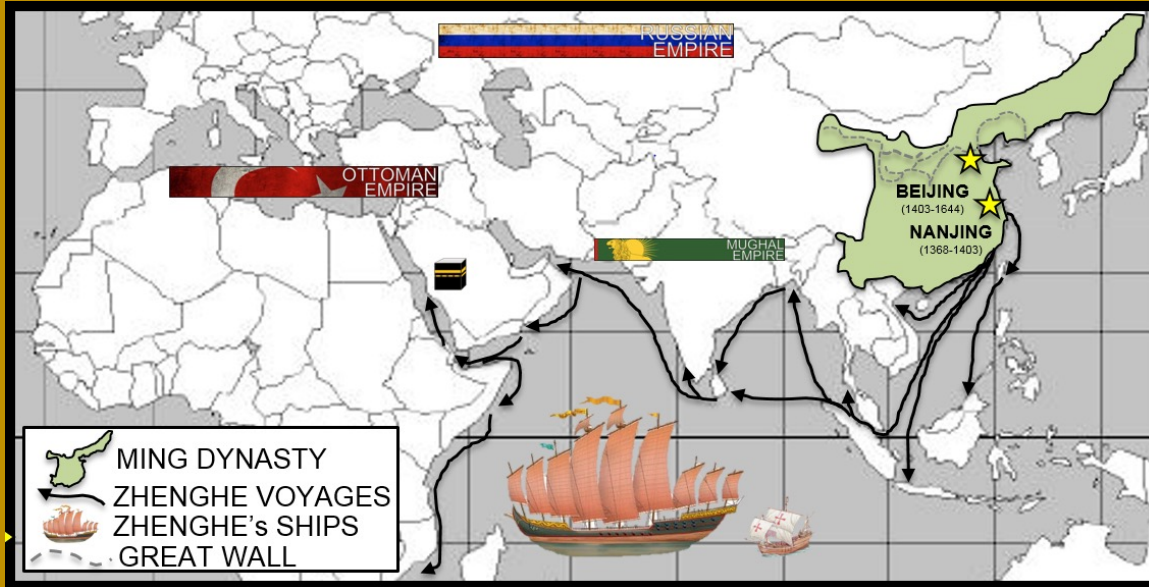 RUSSIAN
EMPIRE
OTTOMAN
EMPIRE
MUGHAL
EMPIRE
BEIJING
(1403-1644)
NANJING
(1368-1403)
MING DYNASTY
ZHENGHE VOYAGES
ZHENGHE's SHIPS
GREAT WALL